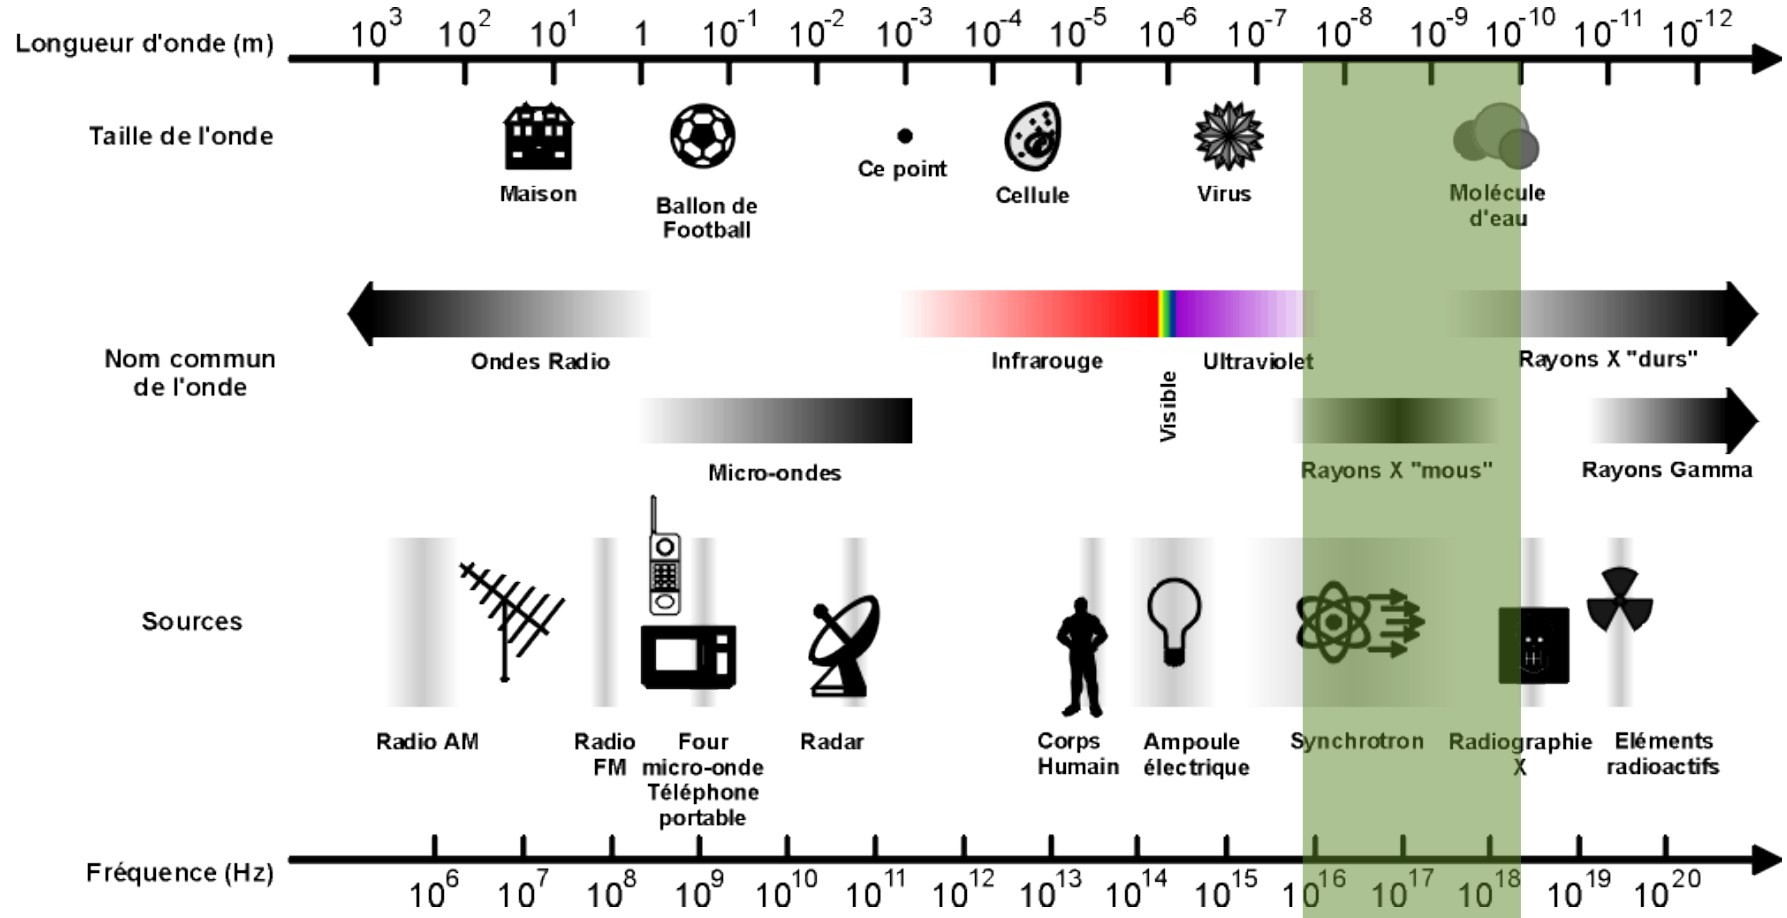 Longueur d'onde (m) 10³ 10² 10¹ 1 10⁻¹ 10⁻² 10⁻³ 10⁻⁴ 10⁻⁵ 10⁻⁶ 10⁻⁷ 10⁻⁸ 10⁻⁹ 10⁻¹⁰ 10⁻¹¹ 10⁻¹²
Taille de l'onde
Maison
Ballon de
Football
Ce point
Cellule
Virus
Molécule
d'eau
Nom commun
de l'onde
Ondes Radio
Infrarouge
Visible
Ultraviolet
Rayons X "durs"
Micro-ondes
Rayons X "mous"
Rayons Gamma
Sources
Radio AM
Radio
FM
Four
micro-onde
Téléphone
portable
Radar
Corps
Humain
Ampoule
électrique
Synchrotron
Radiographie
X
Eléments
radioactifs
Fréquence (Hz) 10⁶ 10⁷ 10⁸ 10⁹ 10¹⁰ 10¹¹ 10¹² 10¹³ 10¹⁴ 10¹⁵ 10¹⁶ 10¹⁷ 10¹⁸ 10¹⁹ 10²⁰